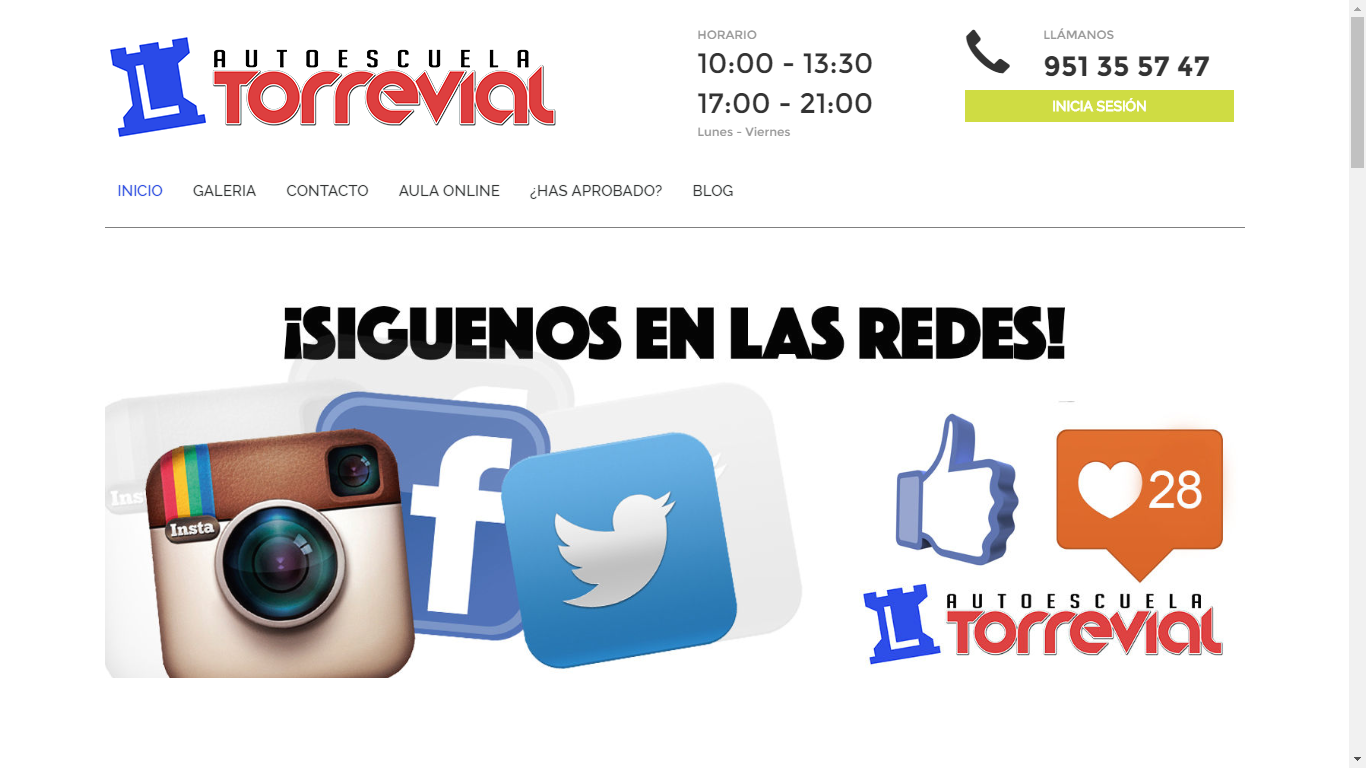 AUTOESCUELA
TORREVIAL
HORARIO
10:00 - 13:30
17:00 - 21:00
Lunes - Viernes
LLÁMANOS
951 35 57 47
INICIA SESIÓN
INICIO GALERIA CONTACTO AULA ONLINE ¿HAS APROBADO? BLOG
¡SIGUENOS EN LAS REDES!
Insta
Insta
28
AUTOESCUELA
TORREVIAL